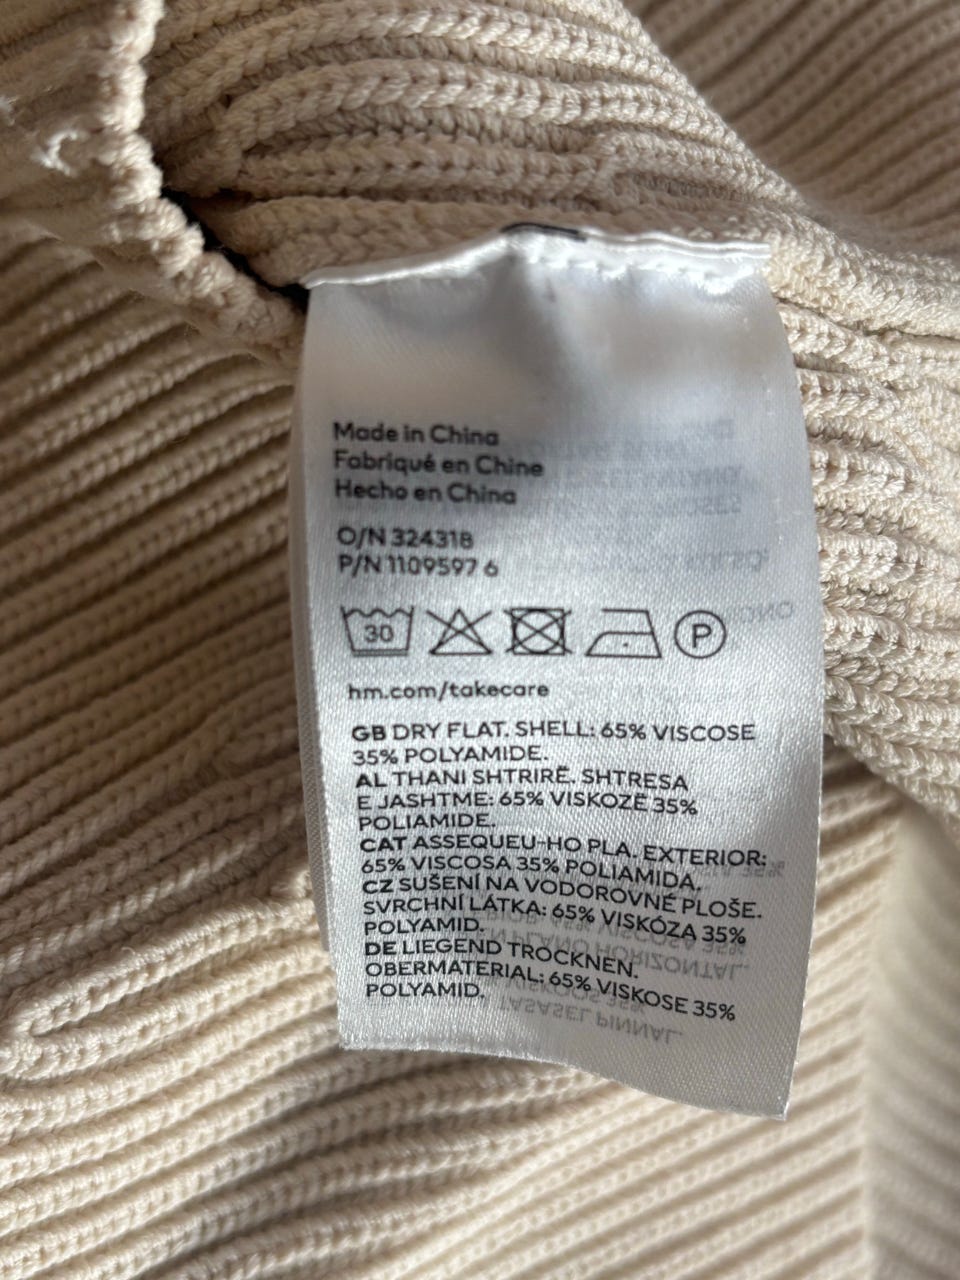 Made in China
Fabriqué en Chine
Hecho en China
O/N 324318
P/N 1109597 6
30
P
hm.com/takecare
GB DRY FLAT. SHELL: 65% VISCOSE
35% POLYAMIDE.
AL THANI SHTRIRË. SHTRESA
E JASHTME: 65% VISKOZË 35%
POLIAMIDE.
CAT ASSEQUEU-HO PLA. EXTERIOR:
65% VISCOSA 35% POLIAMIDA.
CZ SUŠENÍ NA VODOROVNÉ PLOŠE.
SVRCHNÍ LÁTKA: 65% VISKÓZA 35%
POLYAMID.
DE LIEGEND TROCKNEN.
OBERMATERIAL: 65% VISKOSE 35%
POLYAMID.